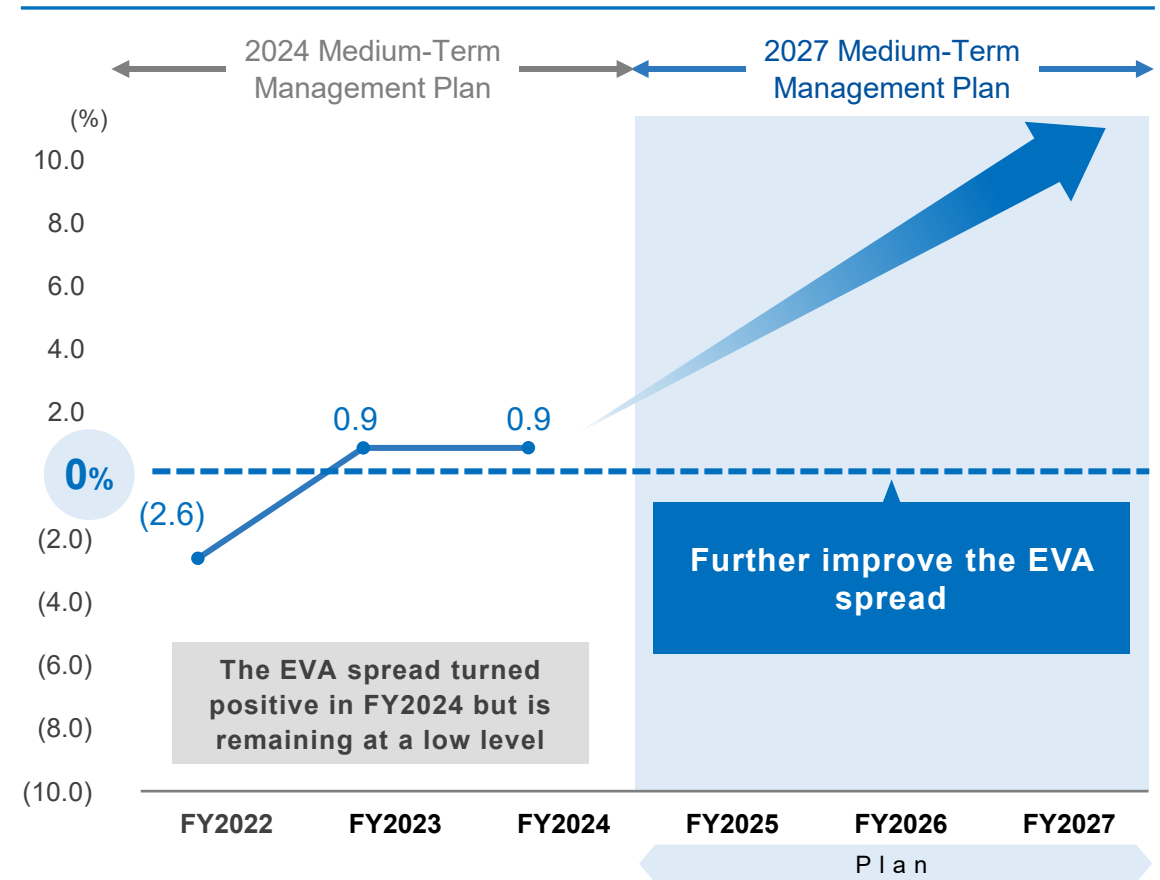 2024 Medium-Term
Management Plan
2027 Medium-Term
Management Plan
(%)
10.0
8.0
6.0
4.0
2.0
0%
(2.0)
(4.0)
(6.0)
(8.0)
(10.0)
(2.6)
0.9
0.9
The EVA spread turned
positive in FY2024 but is
remaining at a low level
Further improve the EVA
spread
FY2022
FY2023
FY2024
FY2025
FY2026
FY2027
Plan